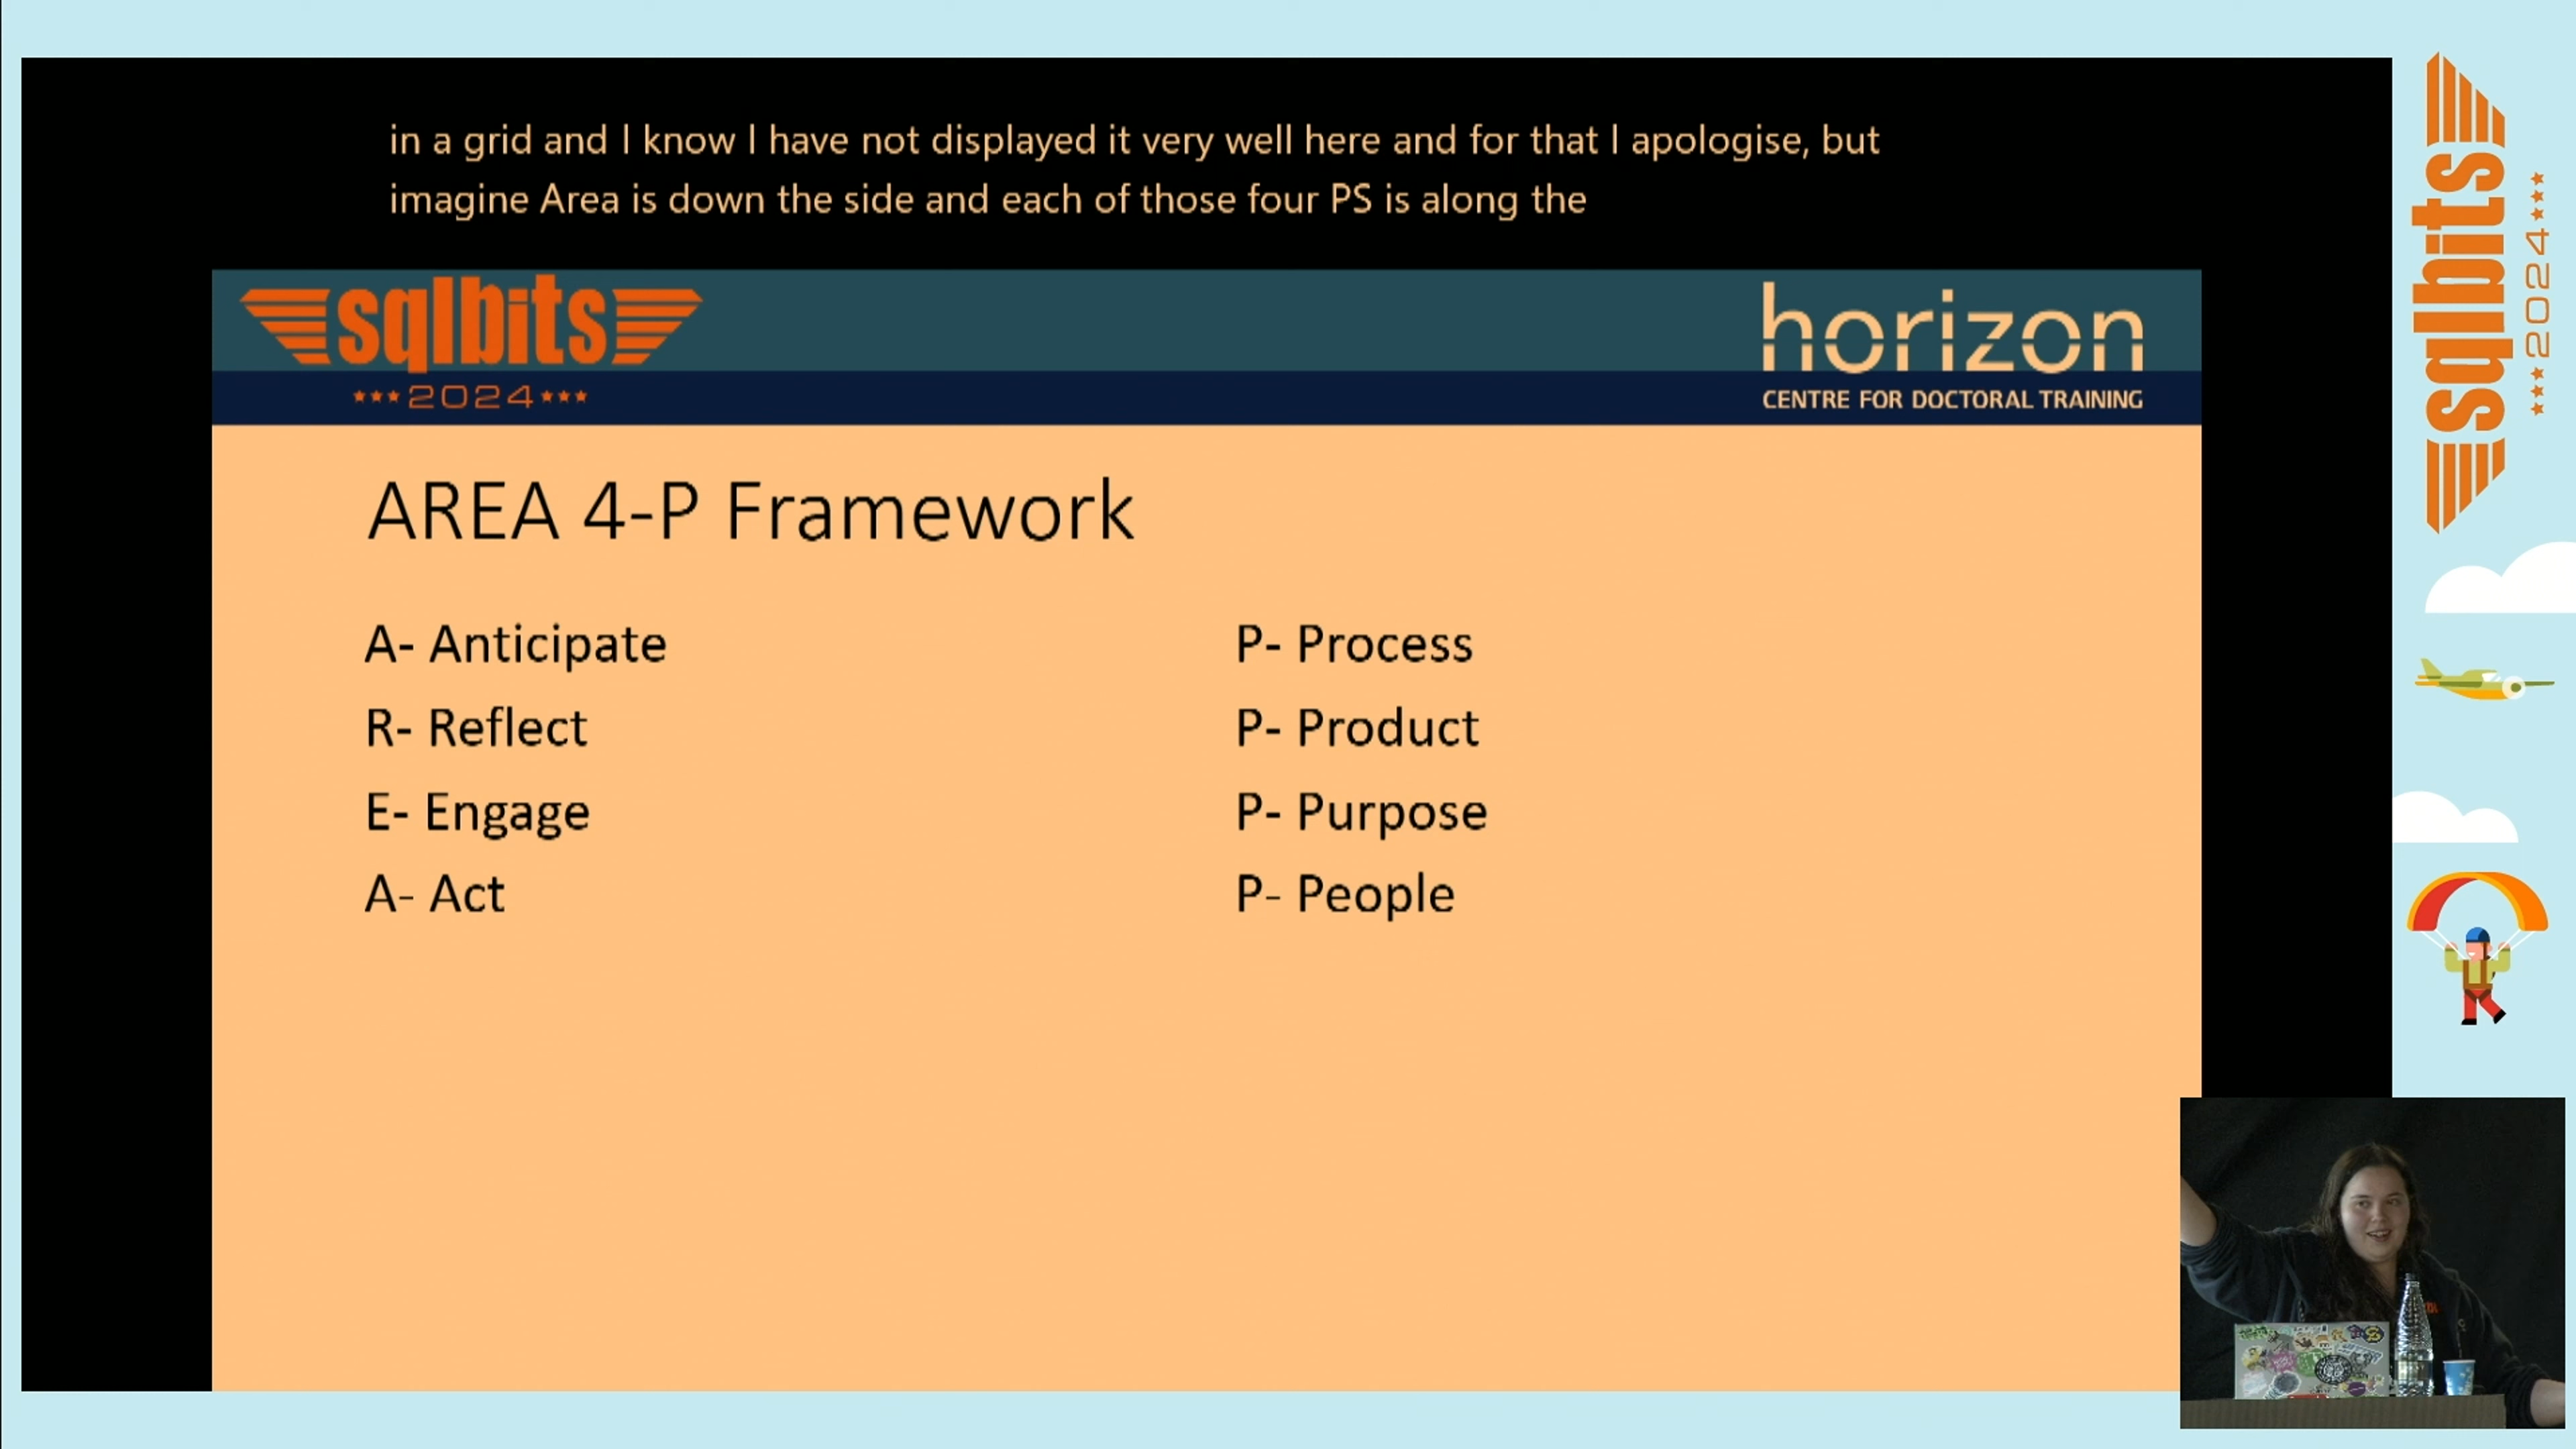 in a grid and I know I have not displayed it very well here and for that I apologise, but
imagine Area is down the side and each of those four PS is along the
sqlbits
2024
horizon
CENTRE FOR DOCTORAL TRAINING
AREA 4-P Framework
A- Anticipate
R- Reflect
E- Engage
A- Act
P- Process
P- Product
P- Purpose
P- People
sqlbits
2024